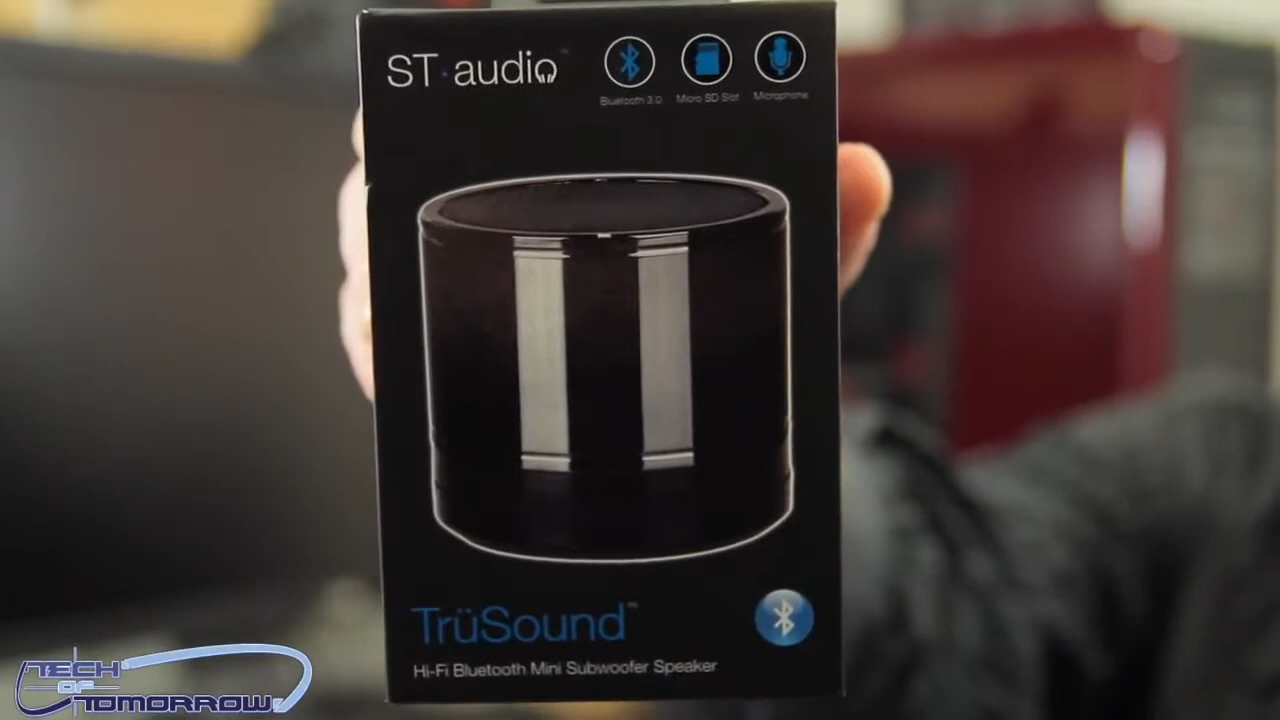 ST·audio™
Bluetooth 3.0
Micro SD Slot
Microphone
TrüSound™
Hi-Fi Bluetooth Mini Subwoofer Speaker
TECH
OF
TOMORROW